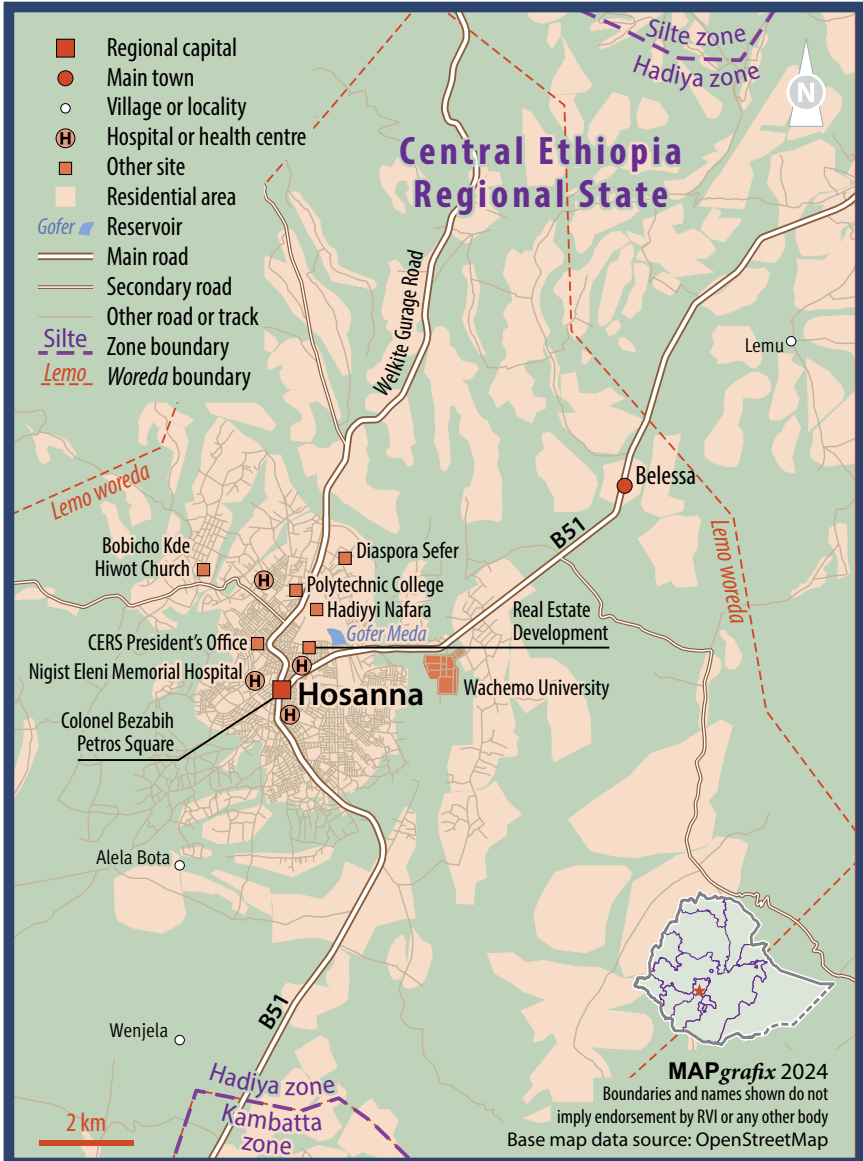 Regional capital
Main town
Village or locality
H
Hospital or health centre
Other site
Residential area
Gofer
Reservoir
Main road
Secondary road
Other road or track
Silte
Zone boundary
Lemo
Woreda boundary
Silte zone
Hadiya zone
N
Central Ethiopia
Regional State
Welkite Gurage Road
Lemu
Belessa
Lemo woreda
Lemo woreda
B51
Bobicho Kde
Hiwot Church
H
Diaspora Sefer
Polytechnic College
Hadiyyi Nafara
Real Estate
Development
Gofer Meda
CERS President's Office
H
Nigist Eleni Memorial Hospital
H
Wachemo University
Hosanna
H
Colonel Bezabih
Petros Square
Alela Bota
Wenjela
B51
Hadiya zone
Kambatta
zone
2 km
MAPgrafix 2024
Boundaries and names shown do not
imply endorsement by RVI or any other body
Base map data source: OpenStreetMap